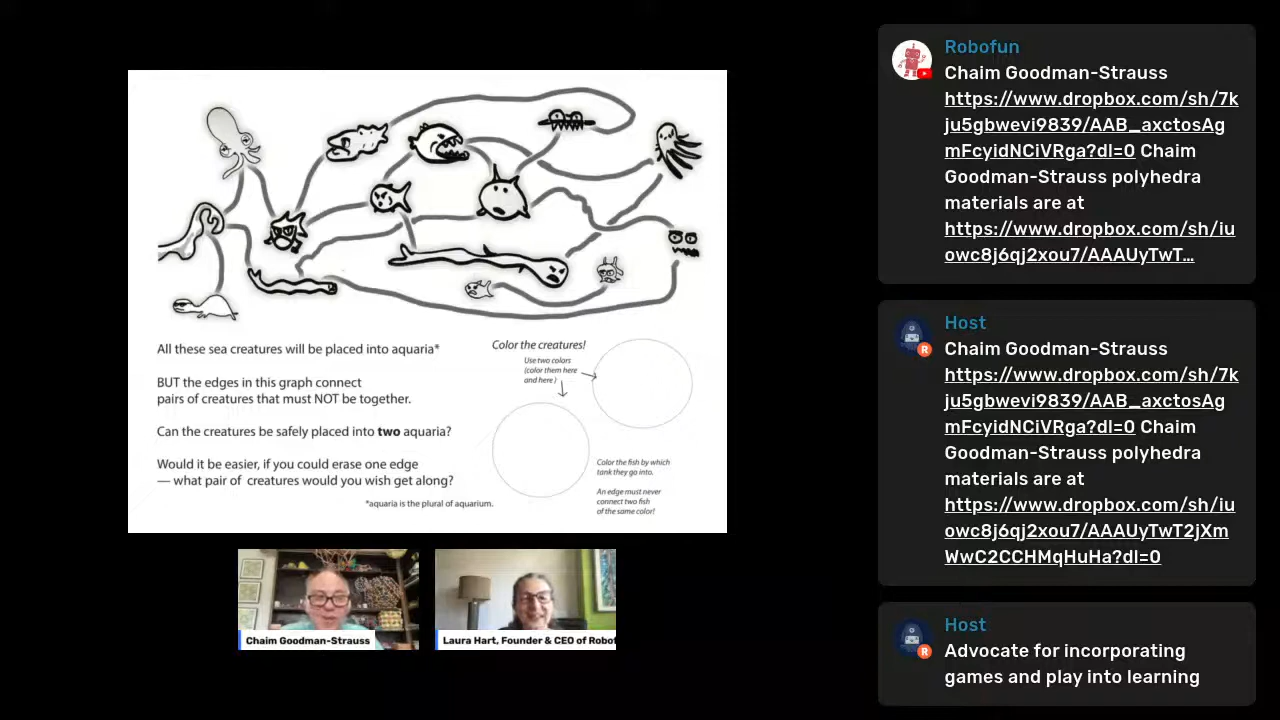 All these sea creatures will be placed into aquaria*
BUT the edges in this graph connect
pairs of creatures that must NOT be together.
Can the creatures be safely placed into two aquaria?
Would it be easier, if you could erase one edge
— what pair of creatures would you wish get along?
*aquaria is the plural of aquarium.
Color the creatures!
Use two colors
(color them here
and here )
Color the fish by which
tank they go into.
An edge must never
connect two fish
of the same color!
Chaim Goodman-Strauss
Laura Hart, Founder & CEO of Robof
Robofun
Chaim Goodman-Strauss
https://www.dropbox.com/sh/7k
ju5gbwevi9839/AAB_axctosAg
mFcyidNCiVRga?dl=0 Chaim
Goodman-Strauss polyhedra
materials are at
https://www.dropbox.com/sh/iu
owc8j6qj2xou7/AAAUyTwT...
Host
Chaim Goodman-Strauss
https://www.dropbox.com/sh/7k
ju5gbwevi9839/AAB_axctosAg
mFcyidNCiVRga?dl=0 Chaim
Goodman-Strauss polyhedra
materials are at
https://www.dropbox.com/sh/iu
owc8j6qj2xou7/AAAUyTwT2jXm
WwC2CCHMqHuHa?dl=0
Host
Advocate for incorporating
games and play into learning